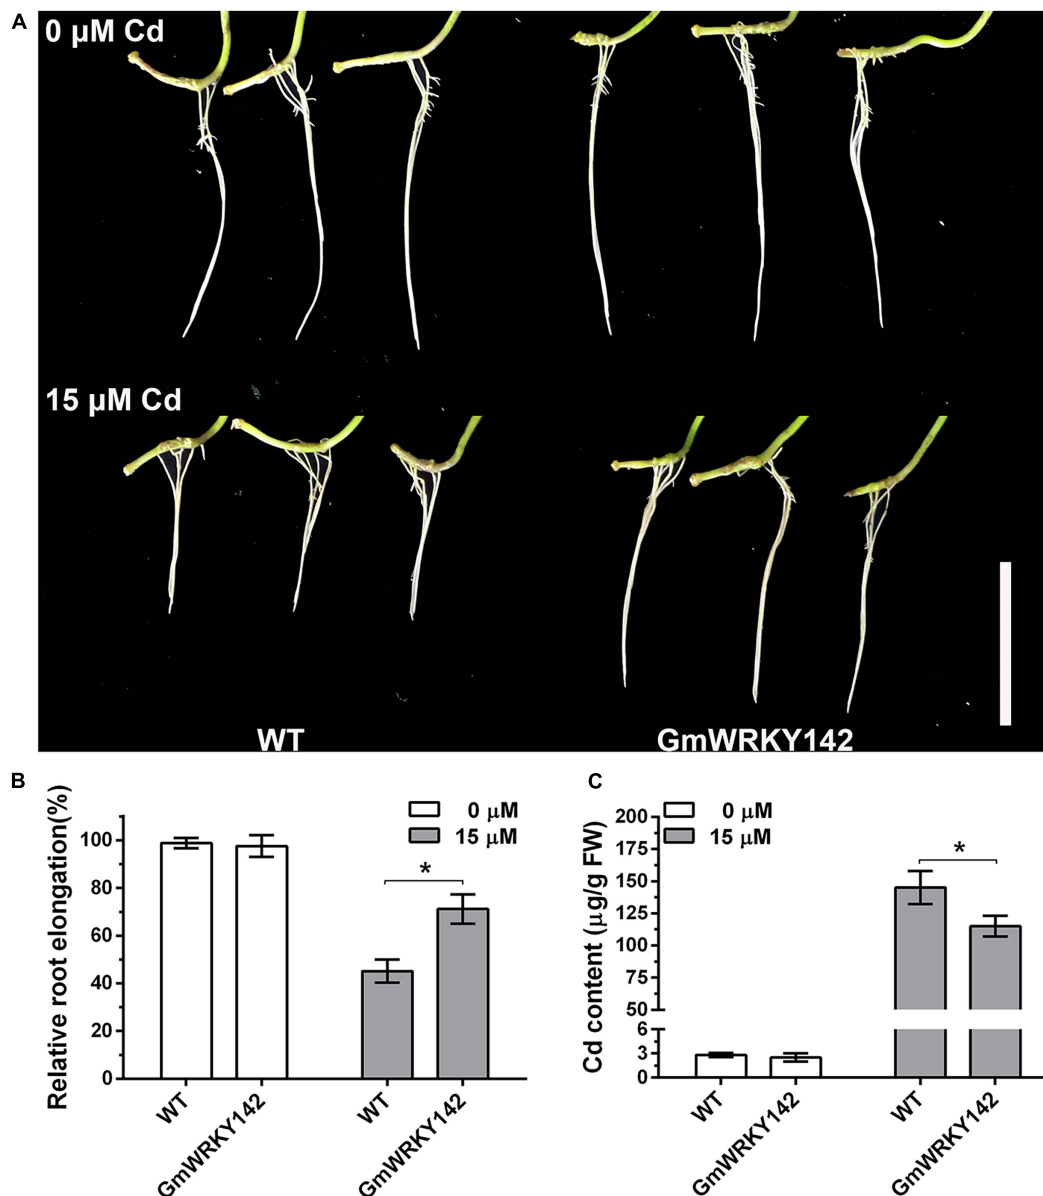 A
0 µM Cd
15 µM Cd
WT GmWRKY142
B
Relative root elongation(%)
100
80
60
40
20
0
0 µM
15 µM
*
WT
GmWRKY142
WT
GmWRKY142
C
Cd content (µg/g FW)
200
175
150
125
100
75
50
6
3
0
0 µM
15 µM
*
WT
GmWRKY142
WT
GmWRKY142